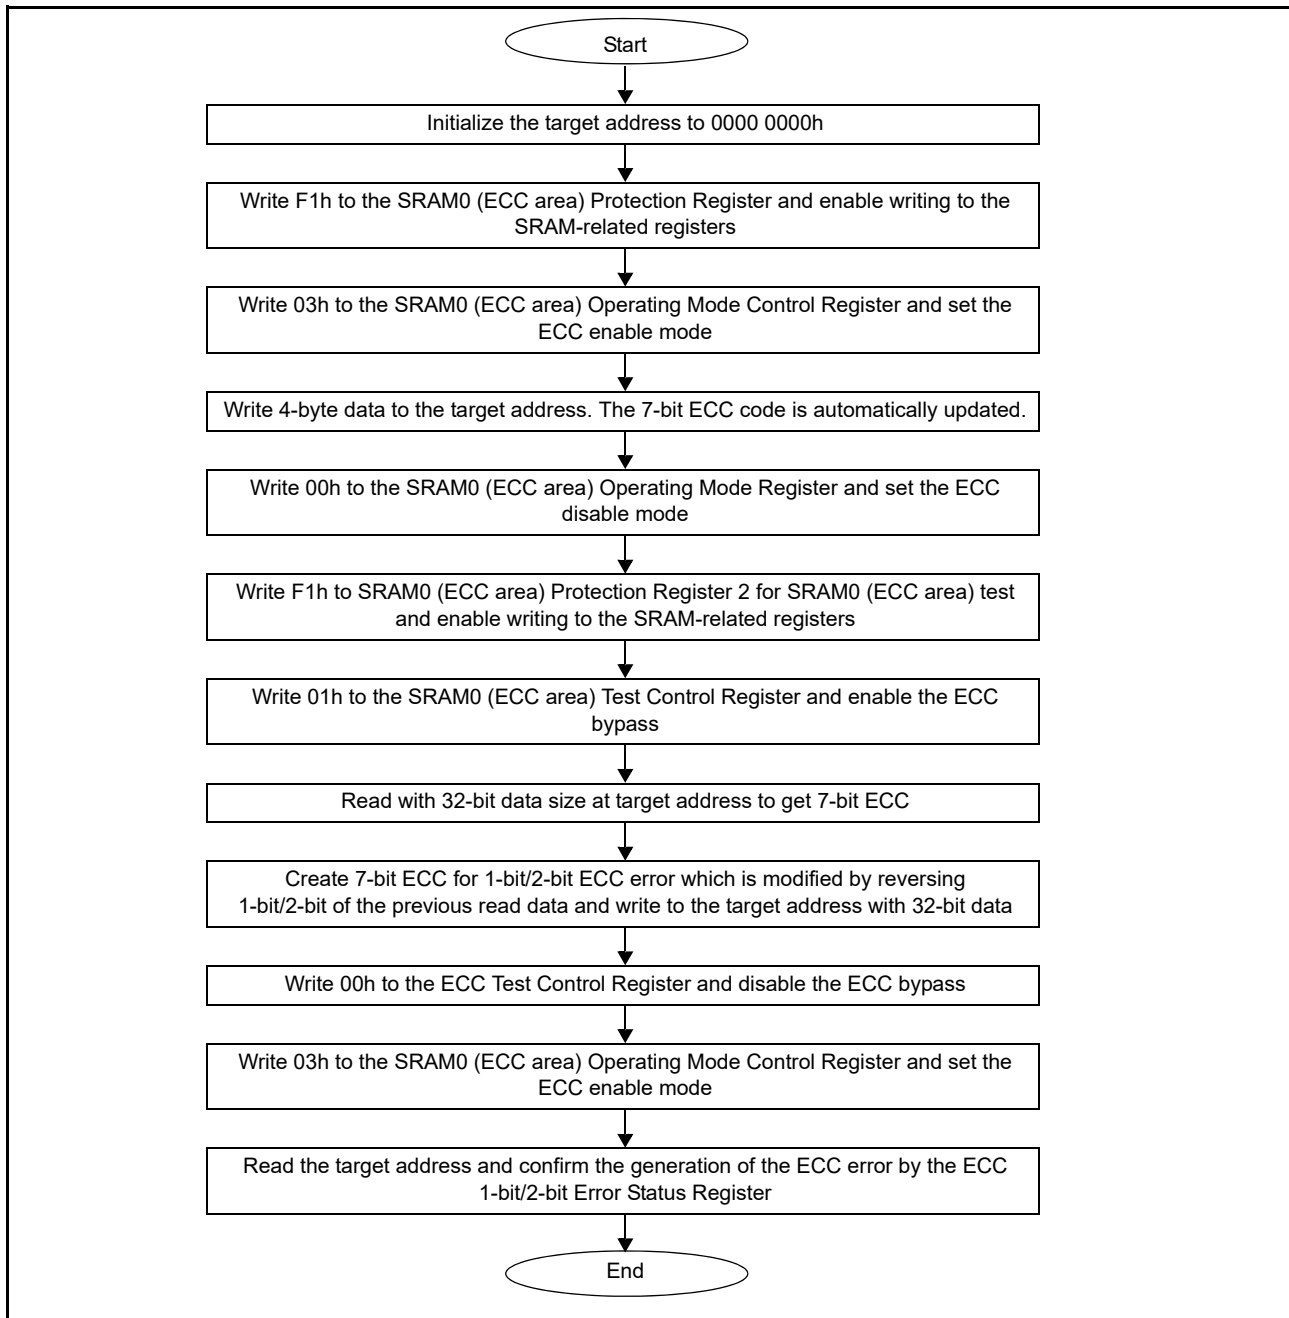 Start
Initialize the target address to 0000 0000h
Write F1h to the SRAM0 (ECC area) Protection Register and enable writing to the
SRAM-related registers
Write 03h to the SRAM0 (ECC area) Operating Mode Control Register and set the
ECC enable mode
Write 4-byte data to the target address. The 7-bit ECC code is automatically updated.
Write 00h to the SRAM0 (ECC area) Operating Mode Register and set the ECC
disable mode
Write F1h to SRAM0 (ECC area) Protection Register 2 for SRAM0 (ECC area) test
and enable writing to the SRAM-related registers
Write 01h to the SRAM0 (ECC area) Test Control Register and enable the ECC
bypass
Read with 32-bit data size at target address to get 7-bit ECC
Create 7-bit ECC for 1-bit/2-bit ECC error which is modified by reversing
1-bit/2-bit of the previous read data and write to the target address with 32-bit data
Write 00h to the ECC Test Control Register and disable the ECC bypass
Write 03h to the SRAM0 (ECC area) Operating Mode Control Register and set the
ECC enable mode
Read the target address and confirm the generation of the ECC error by the ECC
1-bit/2-bit Error Status Register
End